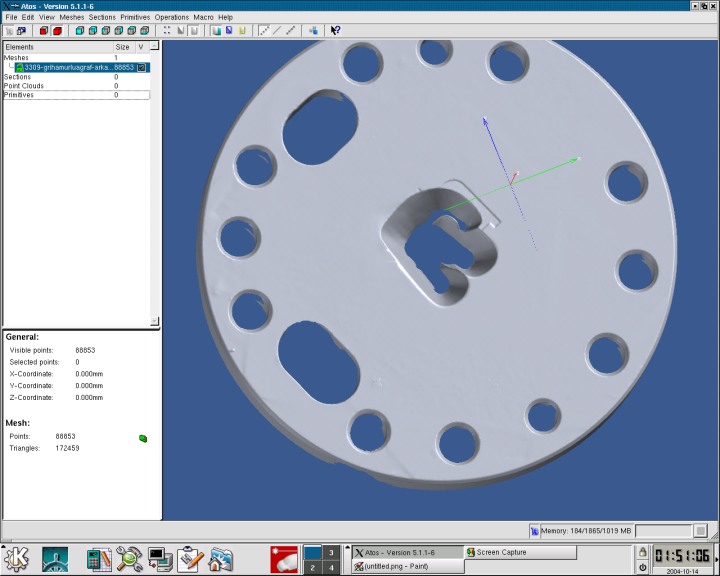 Atos - Version 5.1.1-6
File Edit View Meshes Sections Primitives Operations Macro Help
Elements Size V
Meshes 1
3309-grihamurluagraf-arka... 88853
Sections 0
Point Clouds 0
Primitives 0
General:
Visible points: 88853
Selected points: 0
X-Coordinate: 0.000mm
Y-Coordinate: 0.000mm
Z-Coordinate: 0.000mm
Mesh:
Points: 88853
Triangles: 172459
Memory: 184/1865/1019 MB
3
2 4
Atos - Version 5.1.1-6
Screen Capture
(untitled.png - Paint)
01:51:06
2004-10-14